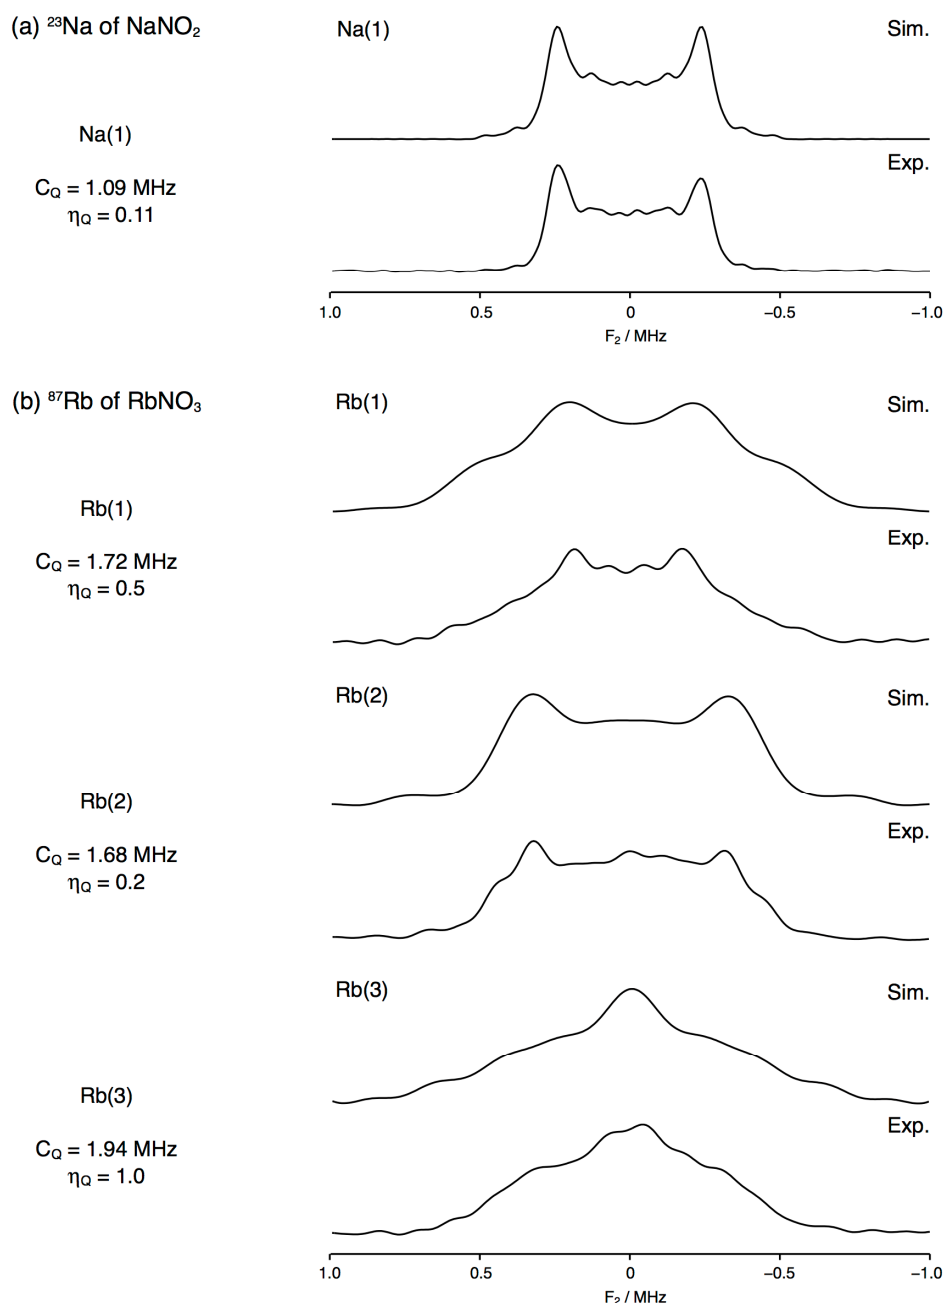 (a) ²³Na of NaNO₂
Na(1)
Sim.
Na(1)
C_Q = 1.09 MHz
η_Q = 0.11
Exp.
1.0 0.5 0 −0.5 −1.0
F₂ / MHz
(b) ⁸⁷Rb of RbNO₃
Rb(1)
Sim.
Rb(1)
C_Q = 1.72 MHz
η_Q = 0.5
Exp.
Rb(2)
Sim.
Rb(2)
C_Q = 1.68 MHz
η_Q = 0.2
Exp.
Rb(3)
Sim.
Rb(3)
C_Q = 1.94 MHz
η_Q = 1.0
Exp.
1.0 0.5 0 −0.5 −1.0
F₂ / MHz